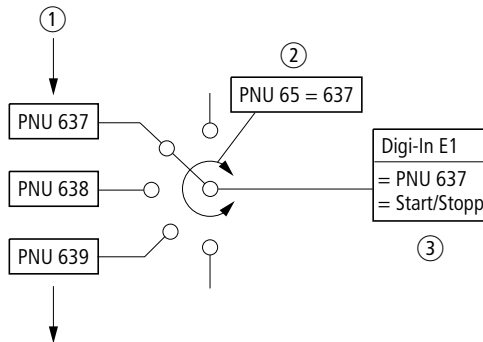 ①
②
PNU 65 = 637
PNU 637
PNU 638
PNU 639
Digi-In E1
= PNU 637
= Start/Stopp
③